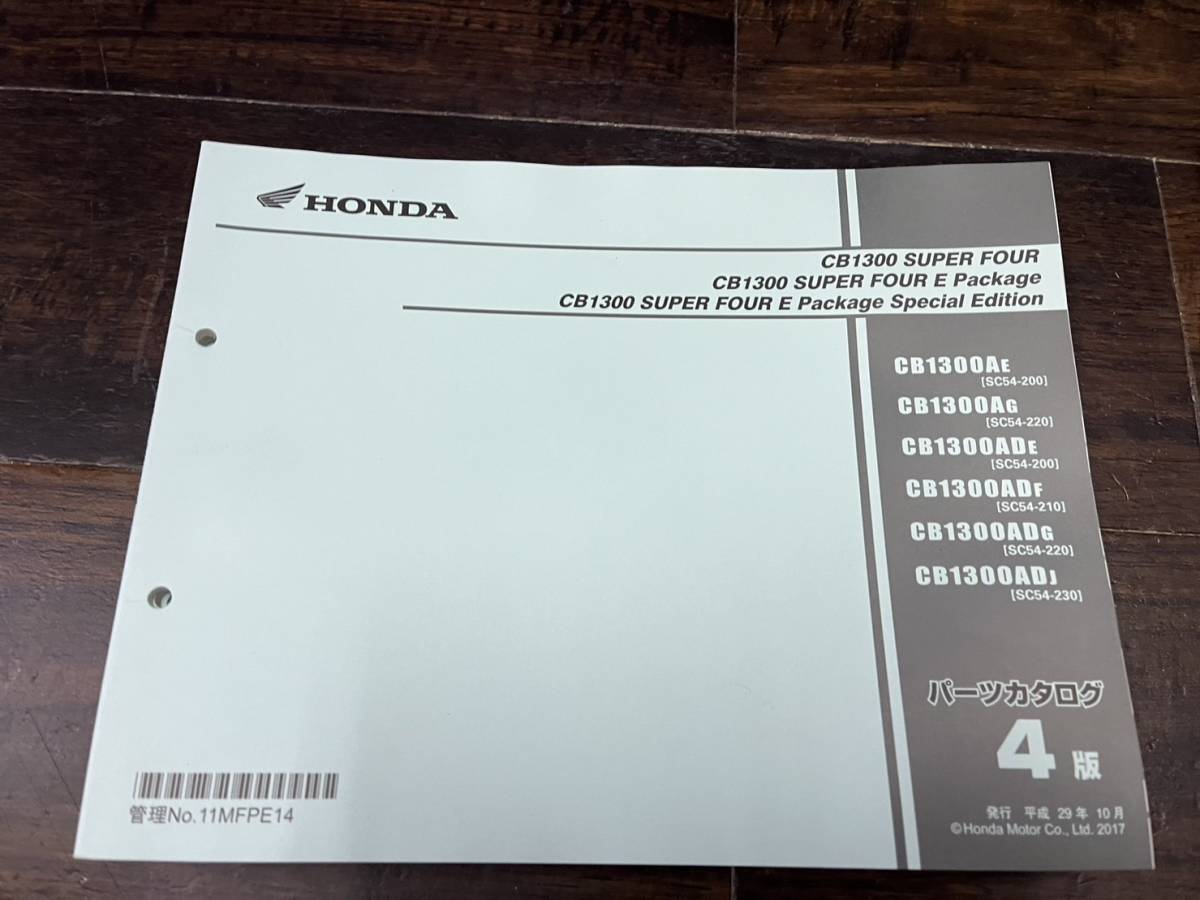 HONDA
CB1300 SUPER FOUR
CB1300 SUPER FOUR E Package
CB1300 SUPER FOUR E Package Special Edition
CB1300AE
[SC54-200]
CB1300AG
[SC54-220]
CB1300ADE
[SC54-200]
CB1300ADF
[SC54-210]
CB1300ADG
[SC54-220]
CB1300ADJ
[SC54-230]
パーツカタログ
4版
発行 平成 29年 10月
©Honda Motor Co., Ltd. 2017
管理No.11MFPE14